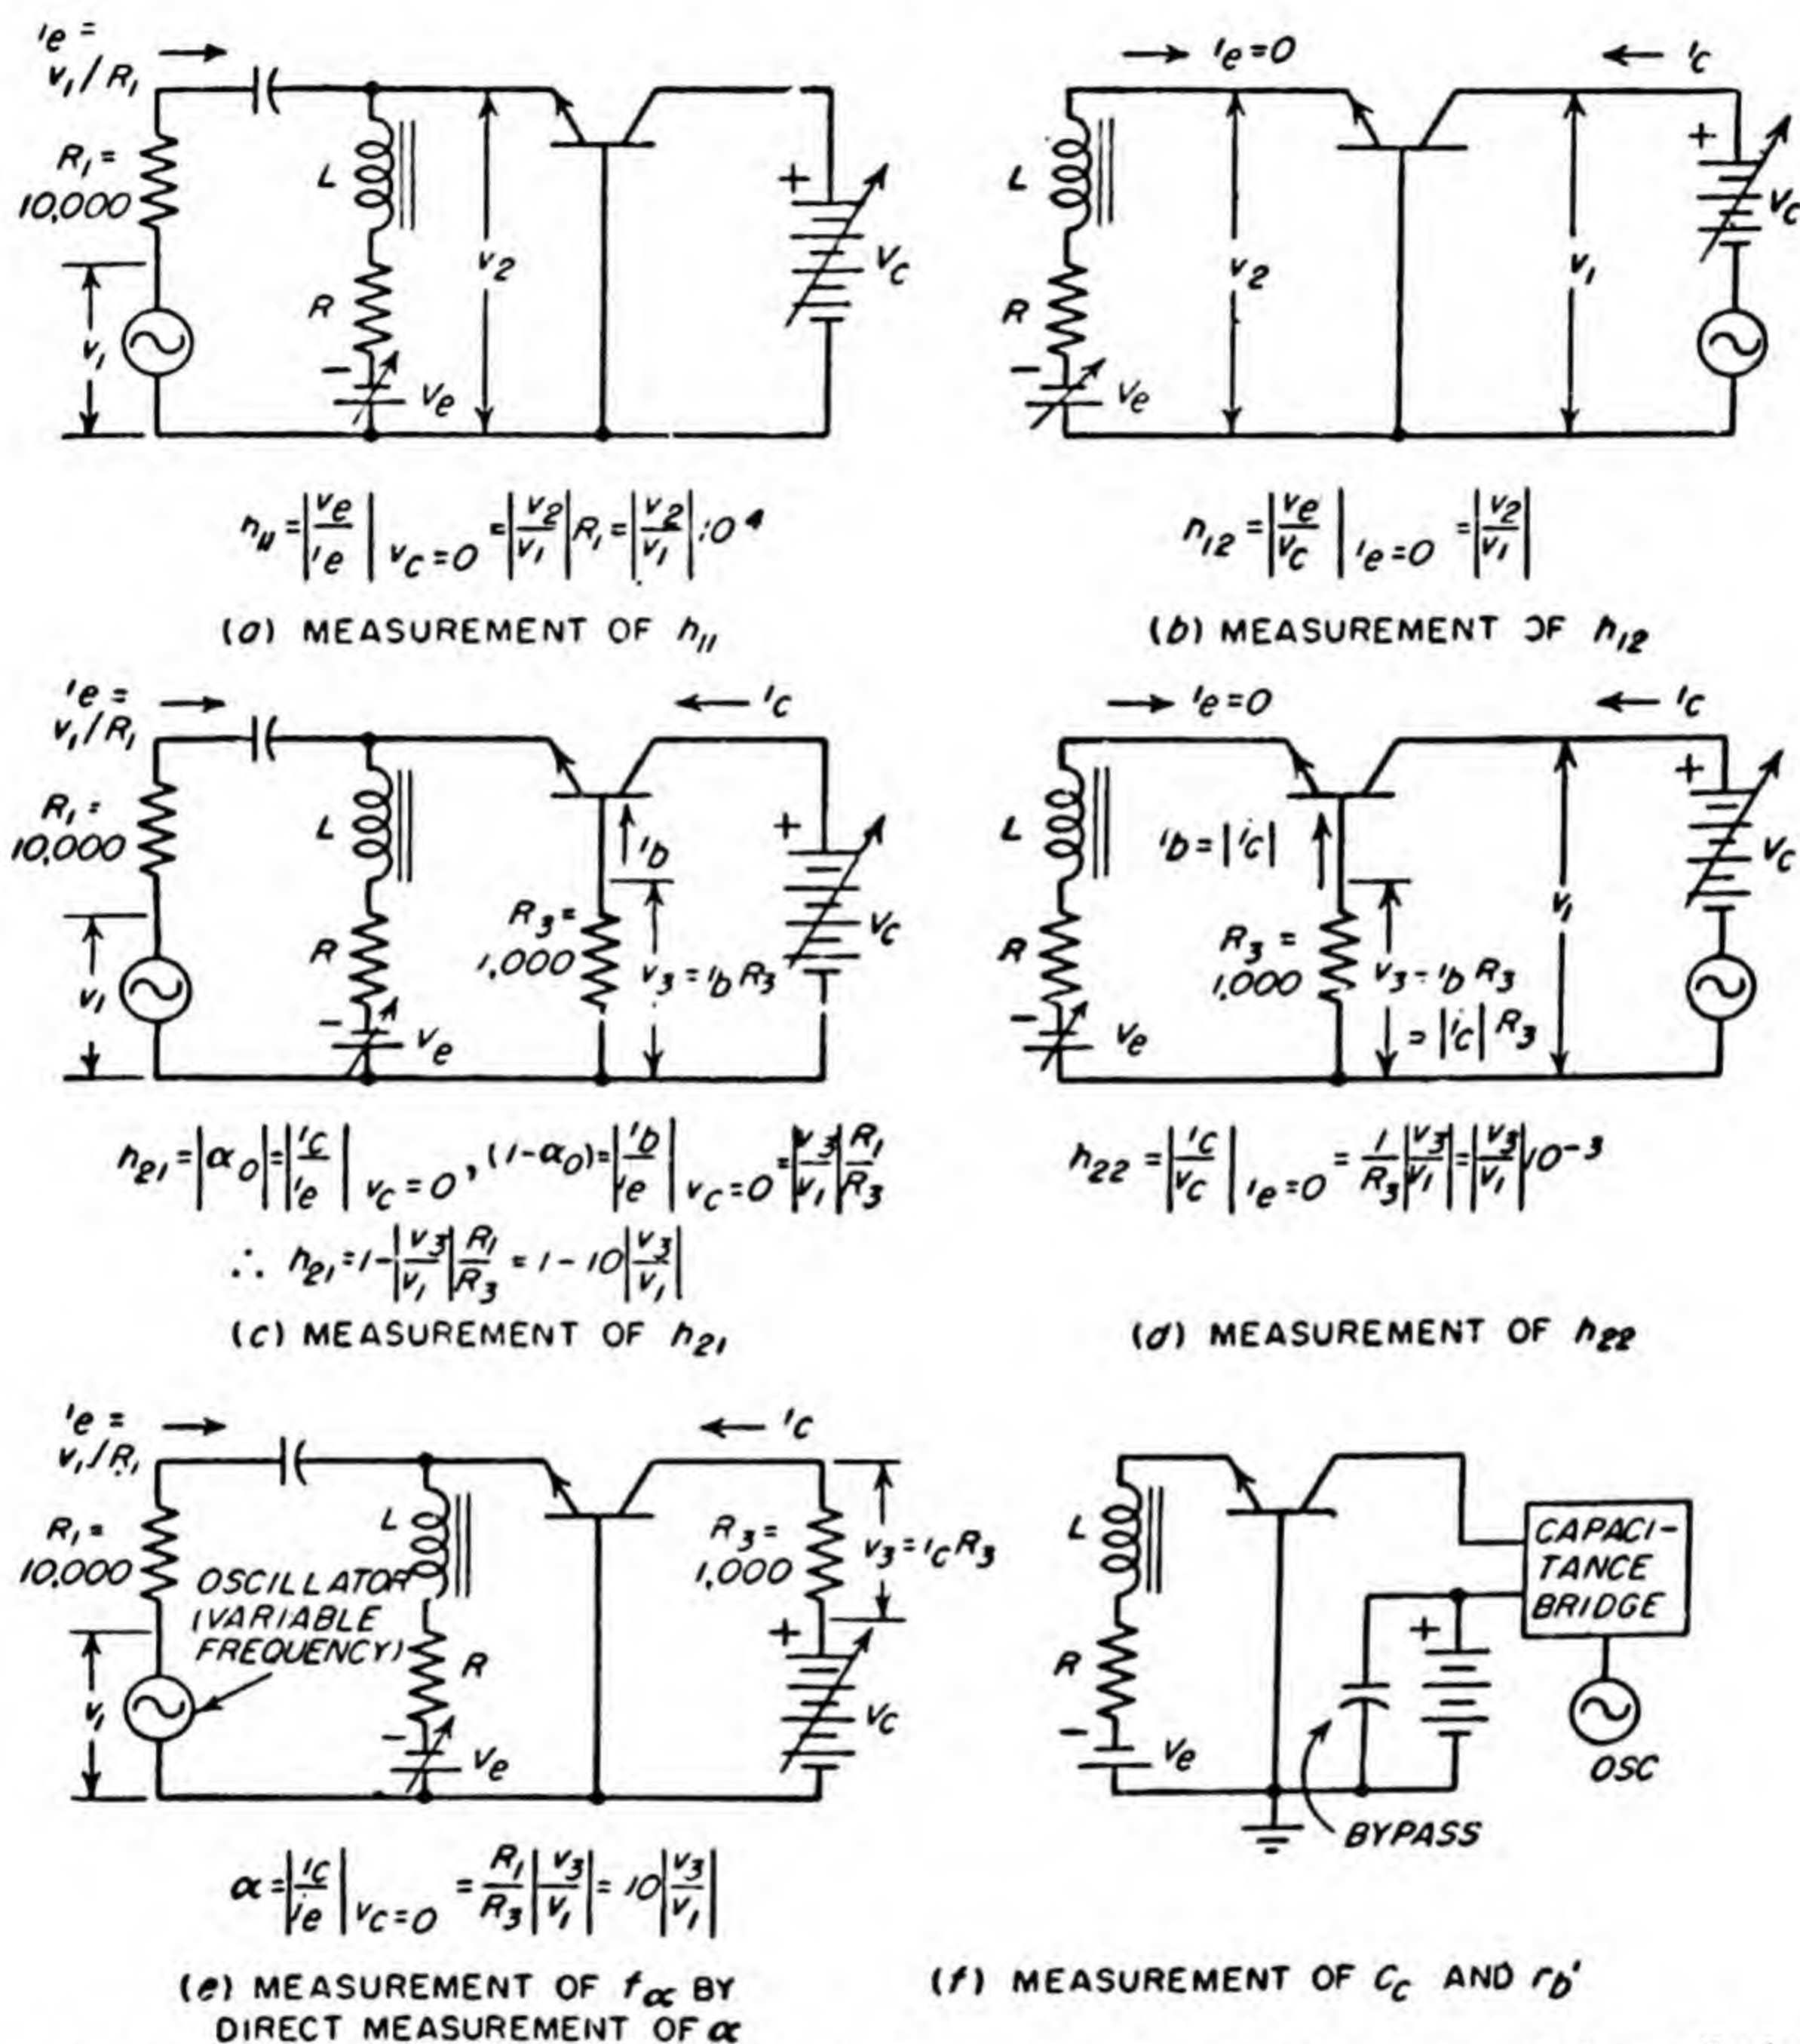 ie =
v1/R1
R1 =
10,000
v1
L
R
−
Ve
v2
+
Vc
h11 = |ve/ie| vc=0 = |v2/v1| R1 = |v2/v1| 10^4
(a) MEASUREMENT OF h11
ie=0
ic
L
R
−
Ve
v2
v1
+
Vc
h12 = |ve/vc| ie=0 = |v2/v1|
(b) MEASUREMENT OF h12
ie =
v1/R1
ic
R1 =
10,000
v1
L
R
−
Ve
ib
R3 =
1,000
v3 = ib R3
+
Vc
h21 = |α0| = |ic/ie| vc=0, (1-α0) = |ib/ie| vc=0 = |v3/v1| R1/R3
∴ h21 = 1 - |v3/v1| R1/R3 = 1 - 10 |v3/v1|
(c) MEASUREMENT OF h21
ie=0
ic
L
R
−
Ve
ib = |ic|
R3 =
1,000
v3 = ib R3
= |ic| R3
v1
+
Vc
h22 = |ic/vc| ie=0 = 1/R3 |v3/v1| = |v3/v1| 10^-3
(d) MEASUREMENT OF h22
ie =
v1/R1
ic
R1 =
10,000
OSCILLATOR
(VARIABLE
FREQUENCY)
v1
L
R
−
Ve
R3 =
1,000
v3 = ic R3
+
Vc
α = |ic/ie| vc=0 = R1/R3 |v3/v1| = 10 |v3/v1|
(e) MEASUREMENT OF fα BY
DIRECT MEASUREMENT OF α
L
R
−
Ve
CAPACI-
TANCE
BRIDGE
+
OSC
BYPASS
(f) MEASUREMENT OF Cc AND rb'